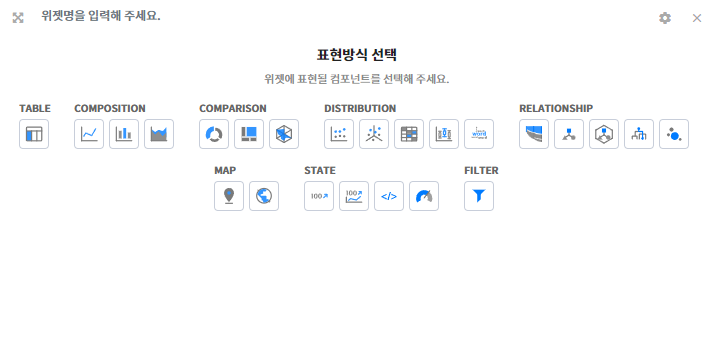 위젯명을 입력해 주세요.
표현방식 선택
위젯에 표현될 컴포넌트를 선택해 주세요.
TABLE COMPOSITION COMPARISON DISTRIBUTION RELATIONSHIP
word
MAP STATE FILTER
100 100 </>